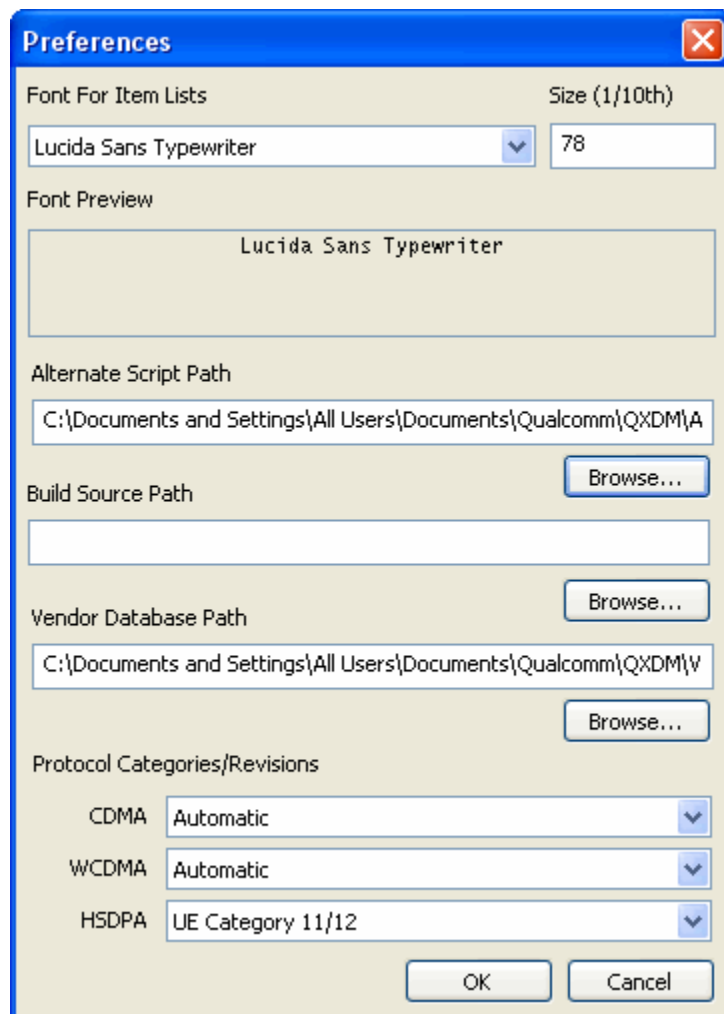 Preferences
Font For Item Lists Size (1/10th)
Lucida Sans Typewriter 78
Font Preview
Lucida Sans Typewriter
Alternate Script Path
C:\Documents and Settings\All Users\Documents\Qualcomm\QXDM\A
Browse...
Build Source Path
Browse...
Vendor Database Path
C:\Documents and Settings\All Users\Documents\Qualcomm\QXDM\V
Browse...
Protocol Categories/Revisions
CDMA Automatic
WCDMA Automatic
HSDPA UE Category 11/12
OK Cancel